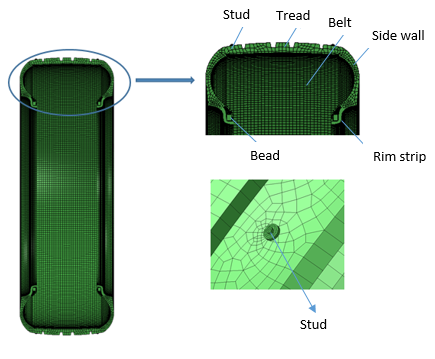 Stud
Tread
Belt
Side wall
Bead
Rim strip
Stud